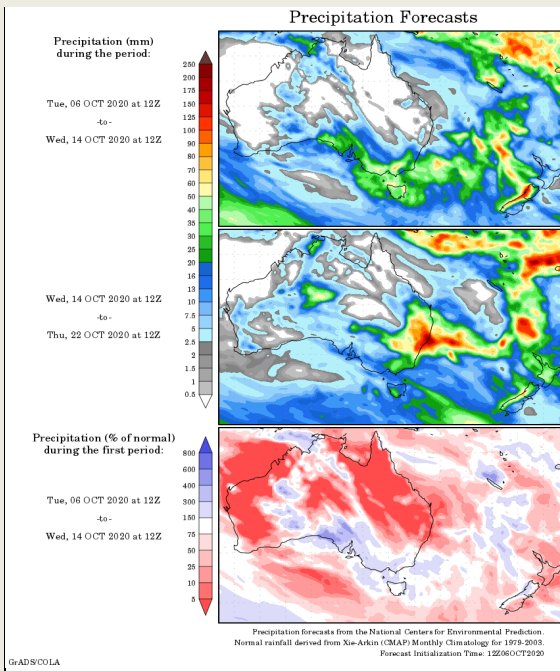 Precipitation Forecasts
Precipitation (mm)
during the period:
Tue, 06 OCT 2020 at 12Z
-to-
Wed, 14 OCT 2020 at 12Z
250
200
175
150
125
100
90
80
70
60
50
40
35
30
25
20
16
13
10
7.5
5
2.5
2
1.5
1
0.5
Wed, 14 OCT 2020 at 12Z
-to-
Thu, 22 OCT 2020 at 12Z
Precipitation (% of normal)
during the first period:
Tue, 06 OCT 2020 at 12Z
-to-
Wed, 14 OCT 2020 at 12Z
800
600
400
300
150
75
50
25
10
5
Precipitation forecasts from the National Centers for Environmental Prediction.
Normal rainfall derived from Xie-Arkin (CMAP) Monthly Climatology for 1979-2003.
Forecast Initialization Time: 12Z06OCT2020
GrADS/COLA